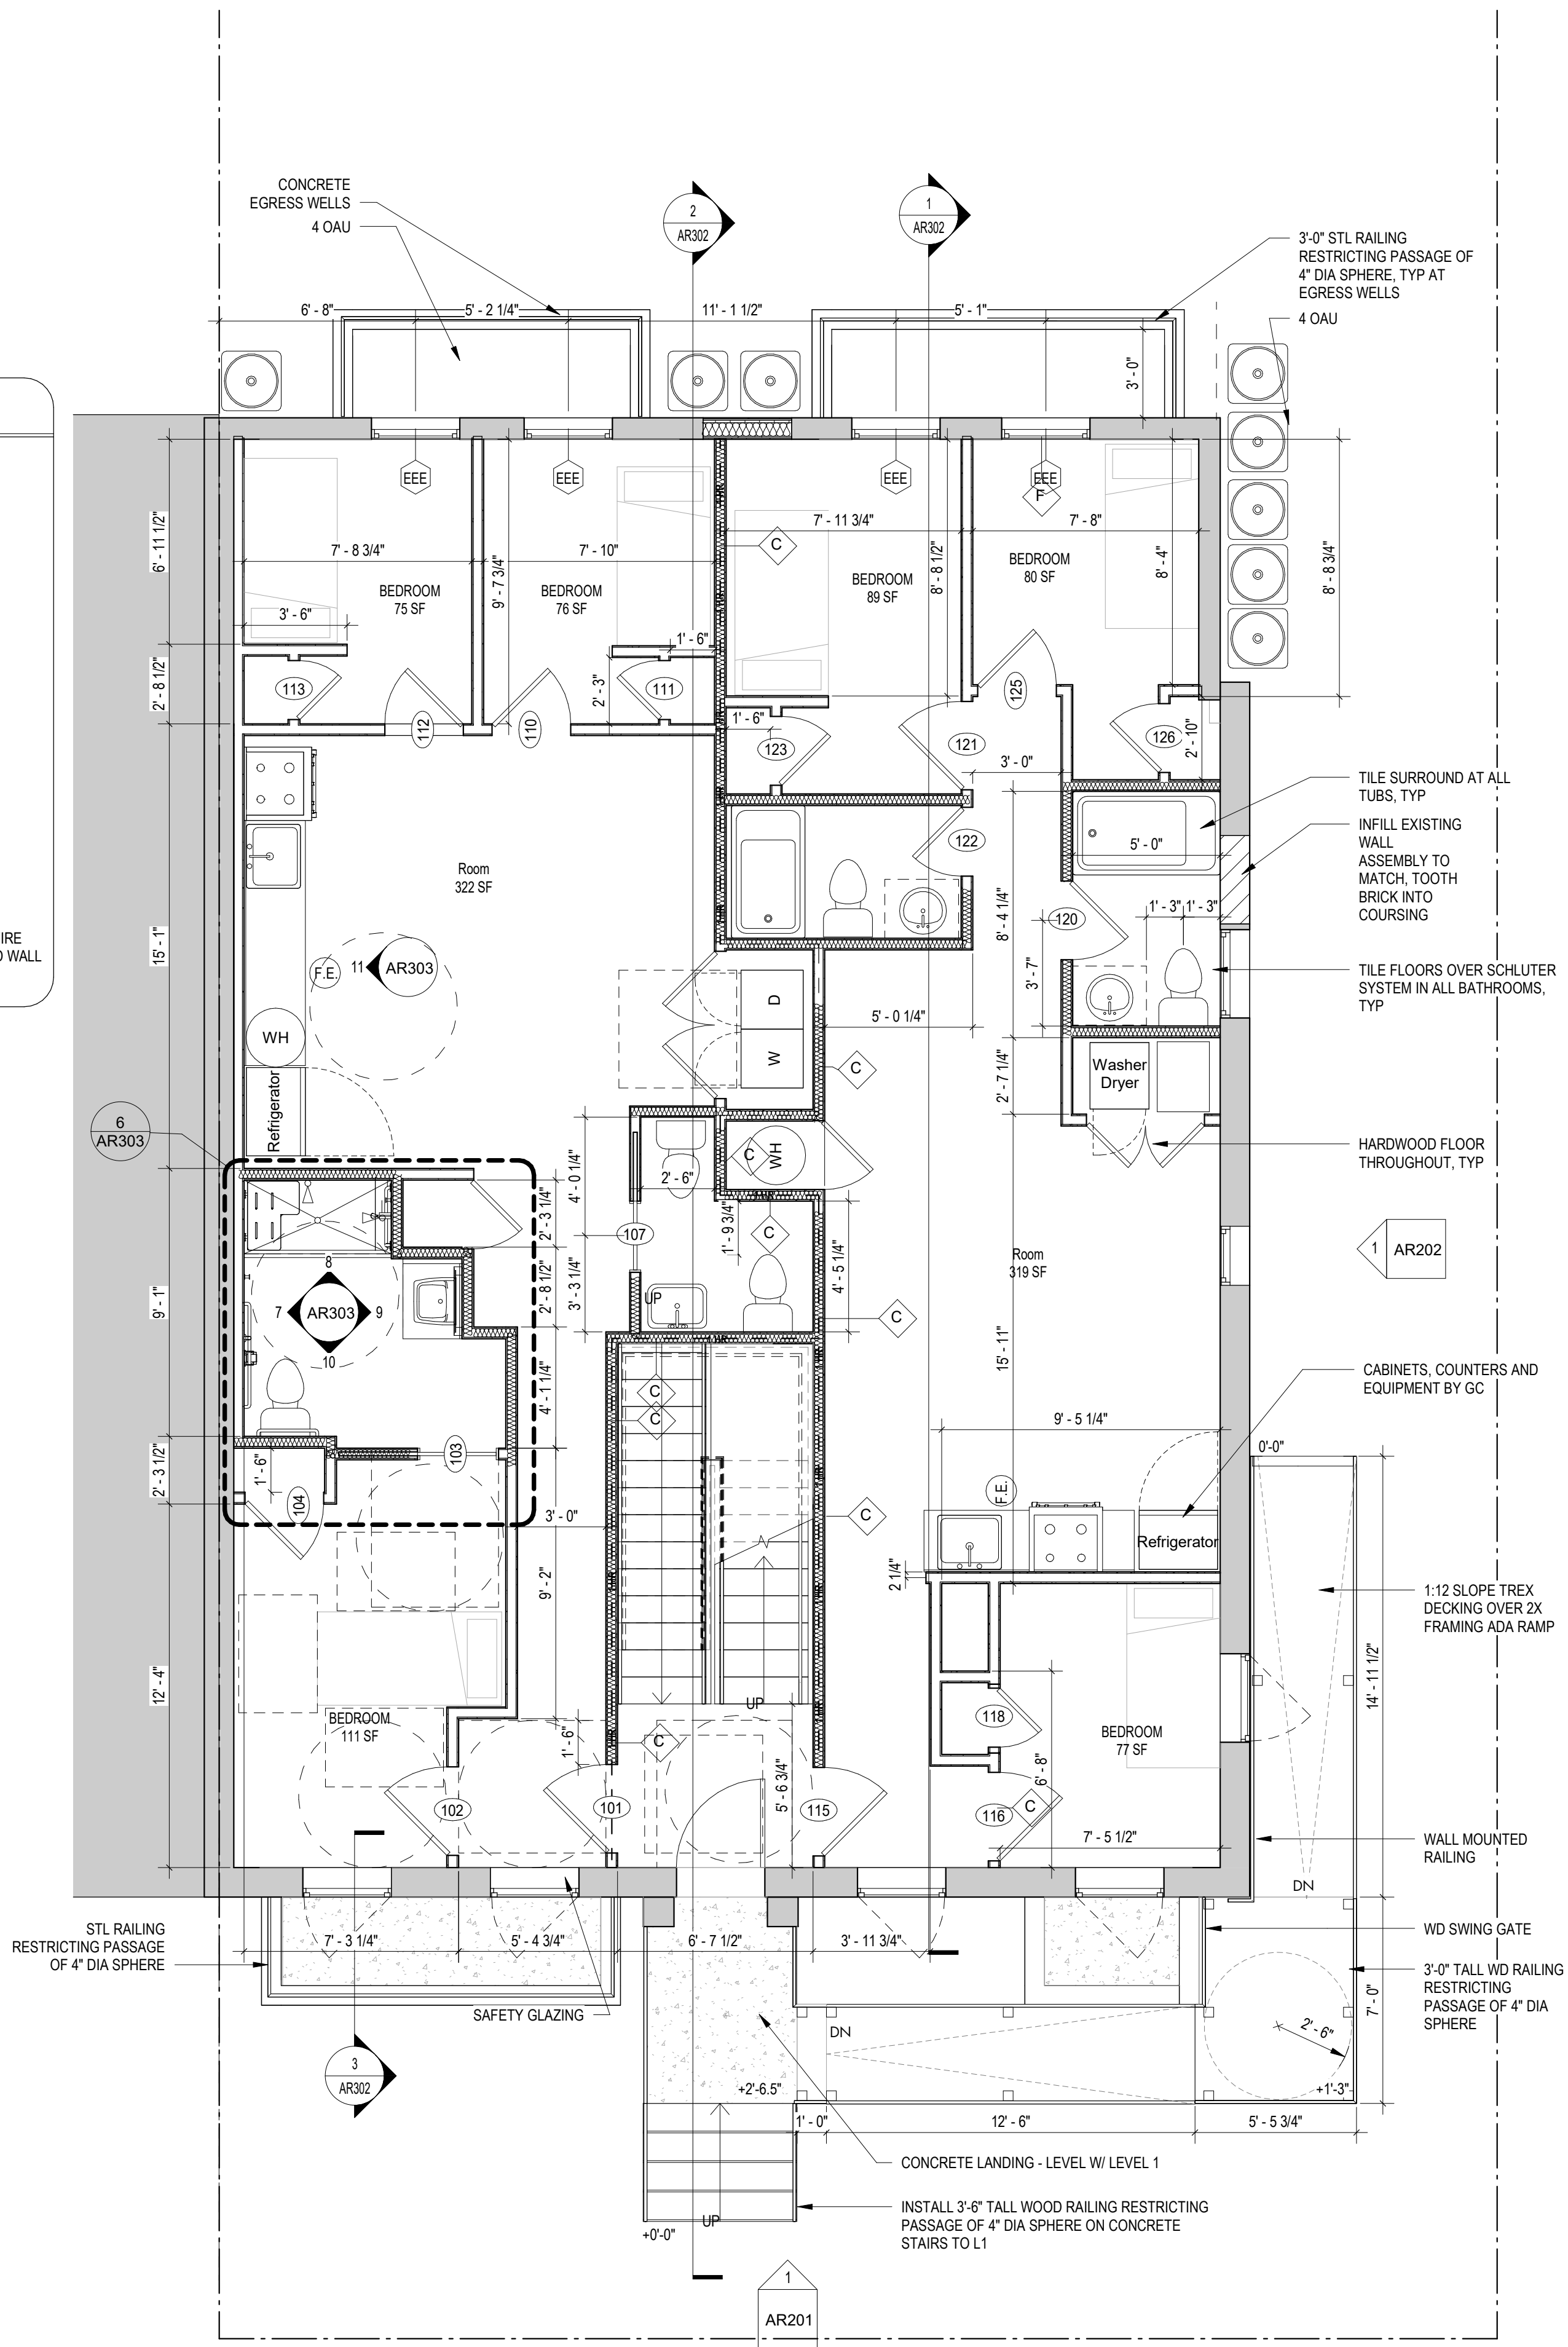 CONCRETE
EGRESS WELLS
4 OAU
2
AR302
1
AR302
3'-0" STL RAILING
RESTRICTING PASSAGE OF
4" DIA SPHERE, TYP AT
EGRESS WELLS
4 OAU
6' - 8"
5' - 2 1/4"
11' - 1 1/2"
5' - 1"
3' - 0"
EEE
EEE
EEE
EEE
F
6' - 11 1/2"
7' - 8 3/4"
9' - 7 3/4"
7' - 10"
C
7' - 11 3/4"
8' - 8 1/2"
7' - 8"
8' - 4"
8' - 8 3/4"
BEDROOM
75 SF
BEDROOM
76 SF
BEDROOM
89 SF
BEDROOM
80 SF
3' - 6"
1' - 6"
2' - 8 1/2"
113
112
110
2' - 3"
111
1' - 6"
123
121
125
126
2' - 10"
3' - 0"
TILE SURROUND AT ALL
TUBS, TYP
INFILL EXISTING
WALL
ASSEMBLY TO
MATCH, TOOTH
BRICK INTO
COURSING
122
5' - 0"
Room
322 SF
8' - 4 1/4"
120
1' - 3"
1' - 3"
IRE
WALL
15' - 1"
F.E.
11
AR303
3' - 7"
TILE FLOORS OVER SCHLUTER
SYSTEM IN ALL BATHROOMS,
TYP
D
W
5' - 0 1/4"
WH
C
2' - 7 1/4"
Washer
Dryer
Refrigerator
6
AR303
HARDWOOD FLOOR
THROUGHOUT, TYP
4' - 0 1/4"
2' - 6"
C
WH
2' - 3 1/4"
107
1' - 9 3/4"
C
4' - 5 1/4"
Room
319 SF
1
AR202
9' - 1"
8
7
AR303
9
10
2' - 8 1/2"
3' - 3 1/4"
UP
C
15' - 11"
4' - 1 1/4"
C
C
CABINETS, COUNTERS AND
EQUIPMENT BY GC
9' - 5 1/4"
0'-0"
2' - 3 1/2"
1' - 6"
103
104
3' - 0"
F.E.
C
Refrigerator
9' - 2"
2 1/4"
1:12 SLOPE TREX
DECKING OVER 2X
FRAMING ADA RAMP
14' - 11 1/2"
12' - 4"
BEDROOM
111 SF
UP
118
BEDROOM
77 SF
1' - 6"
C
5' - 6 3/4"
6' - 8"
102
101
115
116
C
7' - 5 1/2"
WALL MOUNTED
RAILING
DN
STL RAILING
RESTRICTING PASSAGE
OF 4" DIA SPHERE
7' - 3 1/4"
5' - 4 3/4"
6' - 7 1/2"
3' - 11 3/4"
WD SWING GATE
3'-0" TALL WD RAILING
RESTRICTING
PASSAGE OF 4" DIA
SPHERE
7' - 0"
SAFETY GLAZING
DN
2' - 6"
3
AR302
+2'-6.5"
+1'-3"
1' - 0"
12' - 6"
5' - 5 3/4"
CONCRETE LANDING - LEVEL W/ LEVEL 1
INSTALL 3'-6" TALL WOOD RAILING RESTRICTING
PASSAGE OF 4" DIA SPHERE ON CONCRETE
STAIRS TO L1
UP
+0'-0"
1
AR201